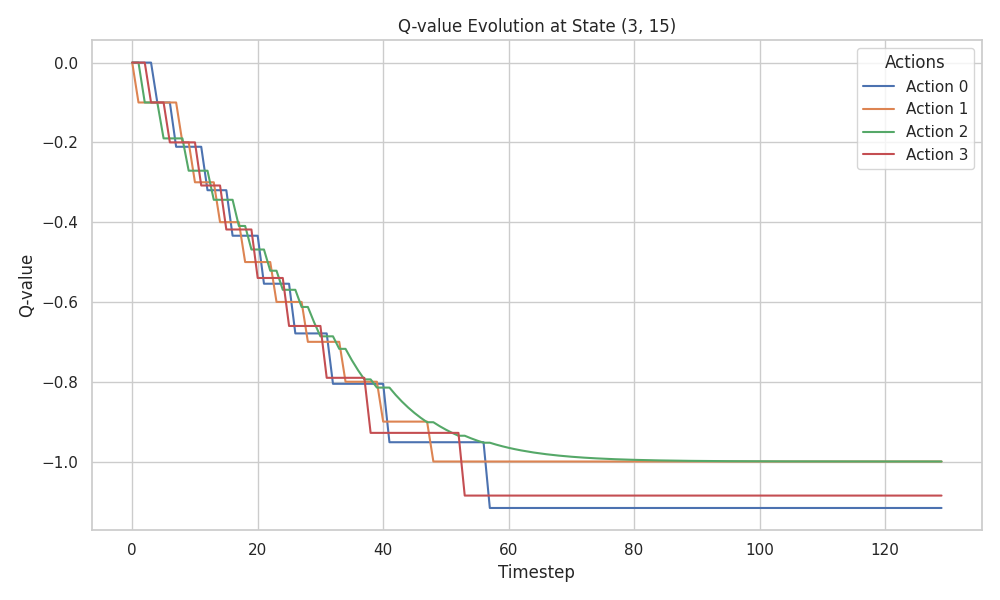 Q-value Evolution at State (3, 15)
Actions
Action 0
Action 1
Action 2
Action 3
Q-value
0.0
−0.2
−0.4
−0.6
−0.8
−1.0
0 20 40 60 80 100 120
Timestep